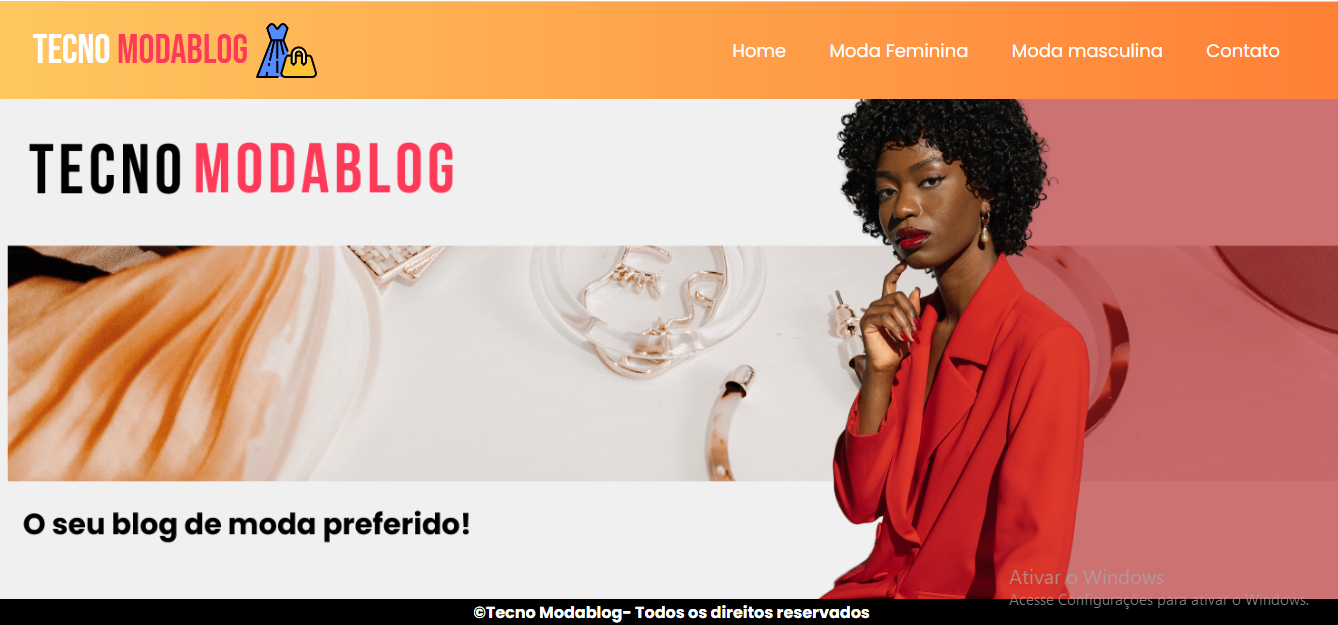 TECNO MODABLOG
Home Moda Feminina Moda masculina Contato
TECNO MODABLOG
O seu blog de moda preferido!
Ativar o Windows
Acesse Configurações para ativar o Windows.
©Tecno Modablog- Todos os direitos reservados